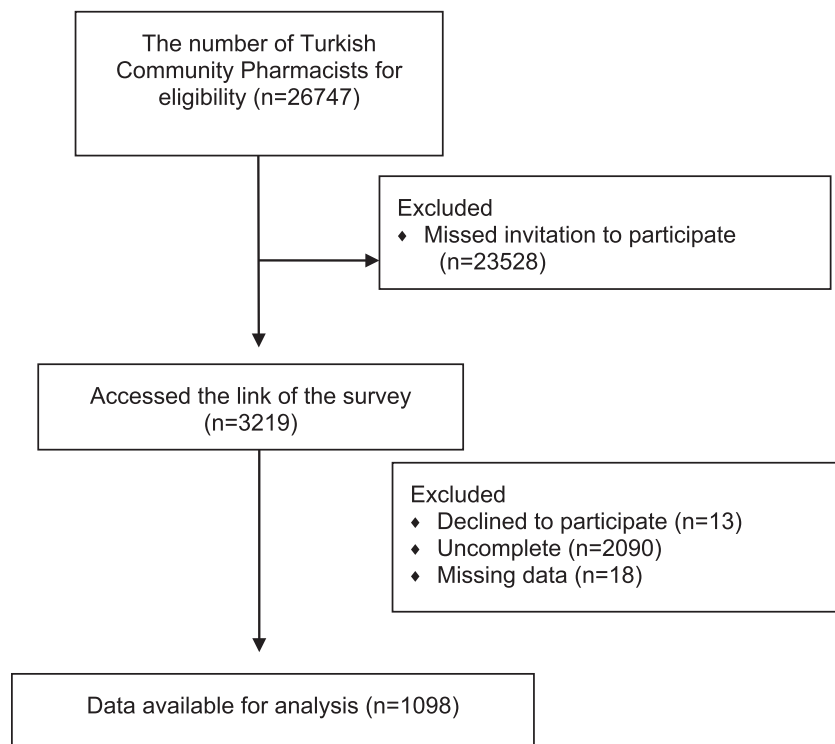 The number of Turkish
Community Pharmacists for
eligibility (n=26747)
Excluded
♦ Missed invitation to participate
(n=23528)
Accessed the link of the survey
(n=3219)
Excluded
♦ Declined to participate (n=13)
♦ Uncomplete (n=2090)
♦ Missing data (n=18)
Data available for analysis (n=1098)